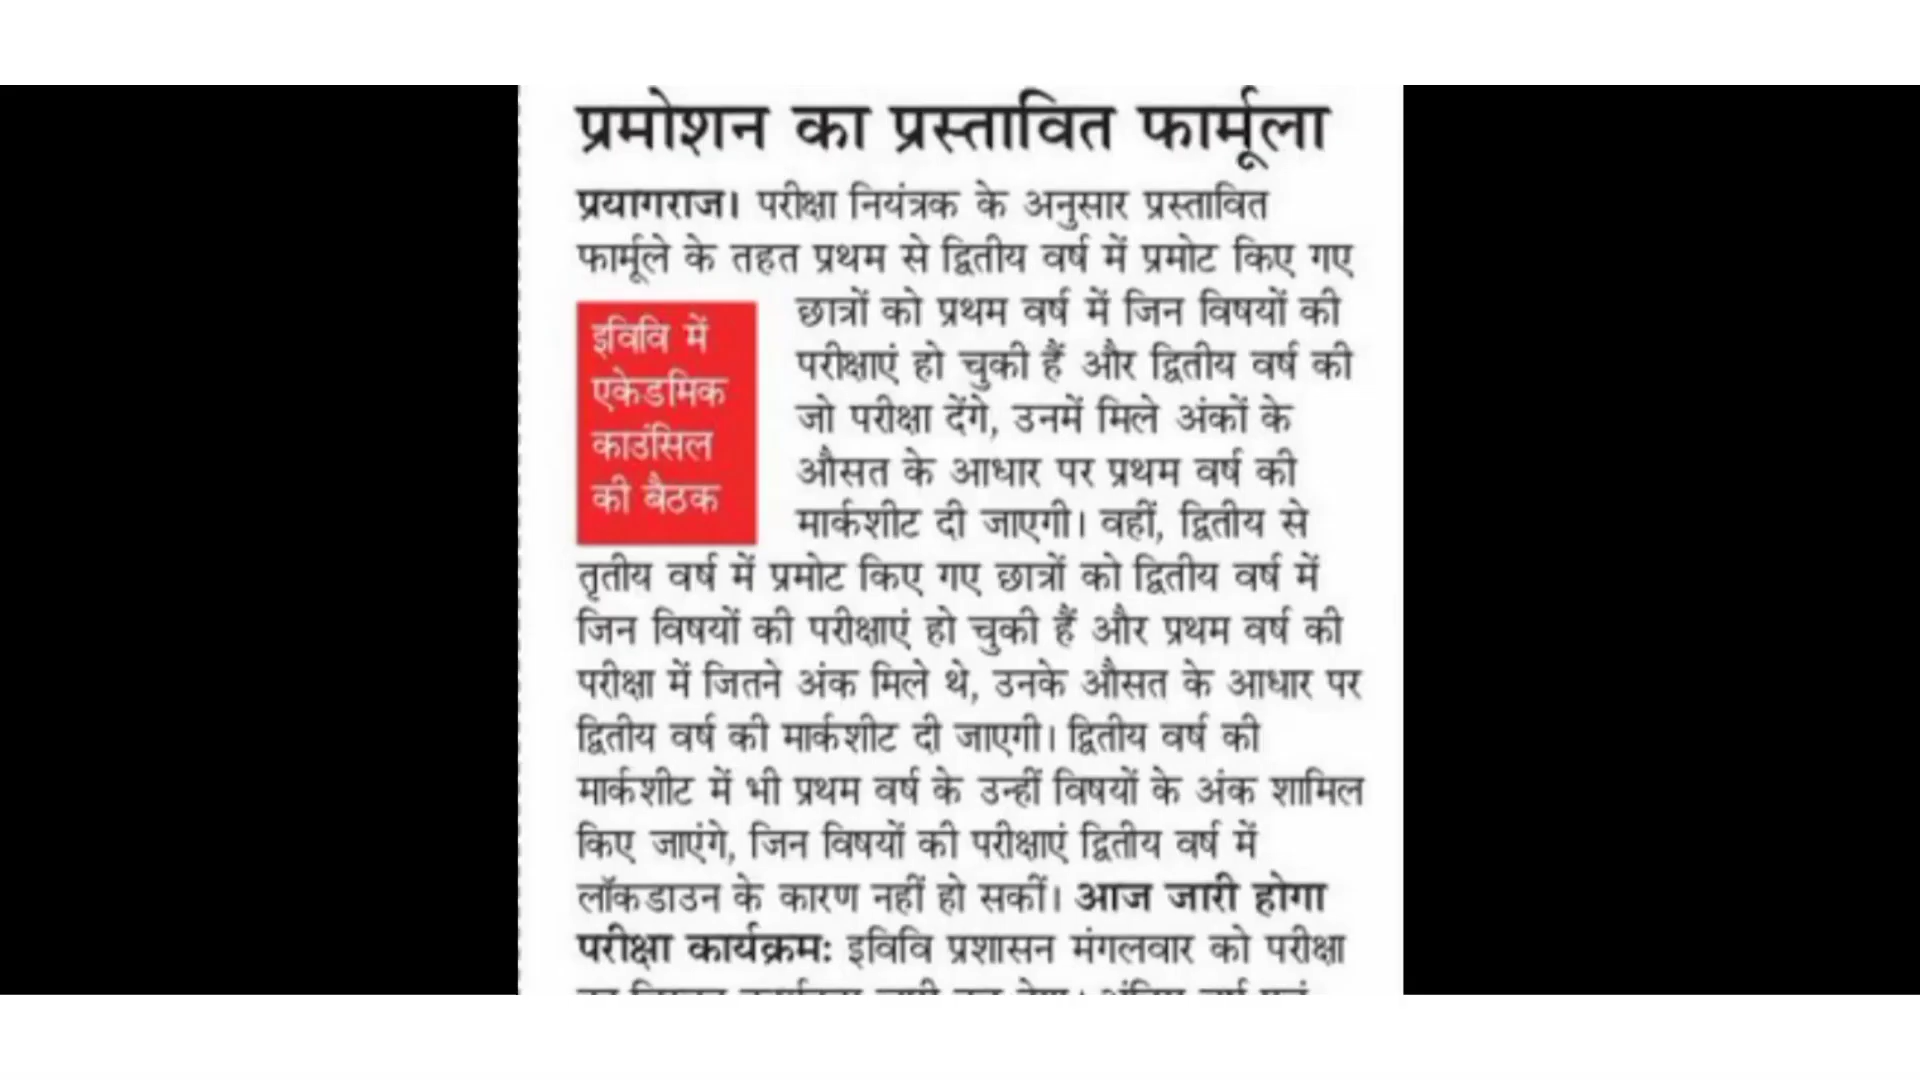 प्रमोशन का प्रस्तावित फार्मूला
प्रयागराज। परीक्षा नियंत्रक के अनुसार प्रस्तावित
फार्मूले के तहत प्रथम से द्वितीय वर्ष में प्रमोट किए गए
छात्रों को प्रथम वर्ष में जिन विषयों की
परीक्षाएं हो चुकी हैं और द्वितीय वर्ष की
जो परीक्षा देंगे, उनमें मिले अंकों के
औसत के आधार पर प्रथम वर्ष की
मार्कशीट दी जाएगी। वहीं, द्वितीय से
इविवि में
एकेडमिक
काउंसिल
की बैठक
तृतीय वर्ष में प्रमोट किए गए छात्रों को द्वितीय वर्ष में
जिन विषयों की परीक्षाएं हो चुकी हैं और प्रथम वर्ष की
परीक्षा में जितने अंक मिले थे, उनके औसत के आधार पर
द्वितीय वर्ष की मार्कशीट दी जाएगी। द्वितीय वर्ष की
मार्कशीट में भी प्रथम वर्ष के उन्हीं विषयों के अंक शामिल
किए जाएंगे, जिन विषयों की परीक्षाएं द्वितीय वर्ष में
लॉकडाउन के कारण नहीं हो सकीं। आज जारी होगा
परीक्षा कार्यक्रम: इविवि प्रशासन मंगलवार को परीक्षा